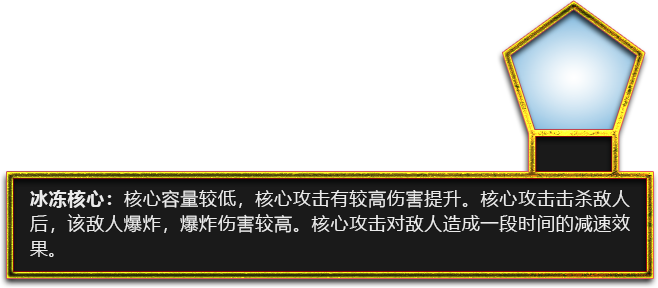 冰冻核心：核心容量较低，核心攻击有较高伤害提升。核心攻击击杀敌人
后，该敌人爆炸，爆炸伤害较高。核心攻击对敌人造成一段时间的减速效
果。